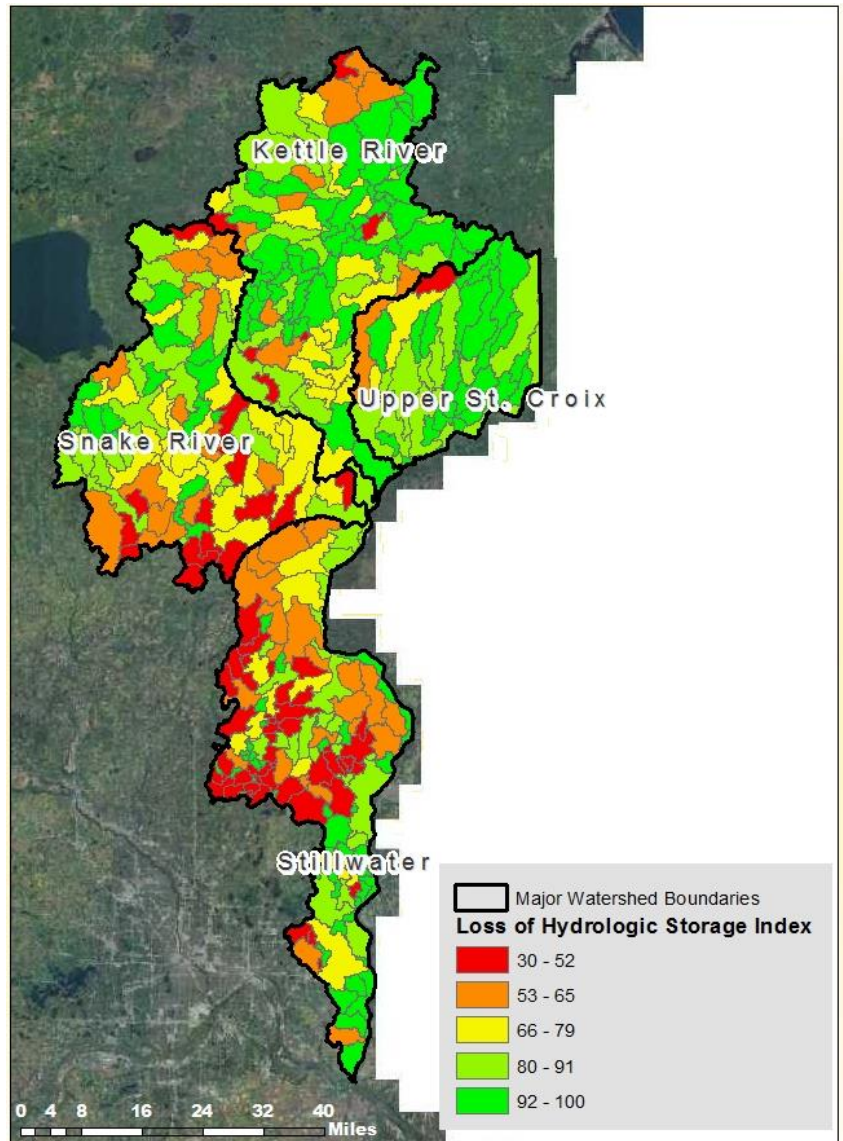 Kettle River
Upper St. Croix
Snake River
Stillwater
Major Watershed Boundaries
Loss of Hydrologic Storage Index
30 - 52
53 - 65
66 - 79
80 - 91
92 - 100
0 4 8 16 24 32 40
Miles